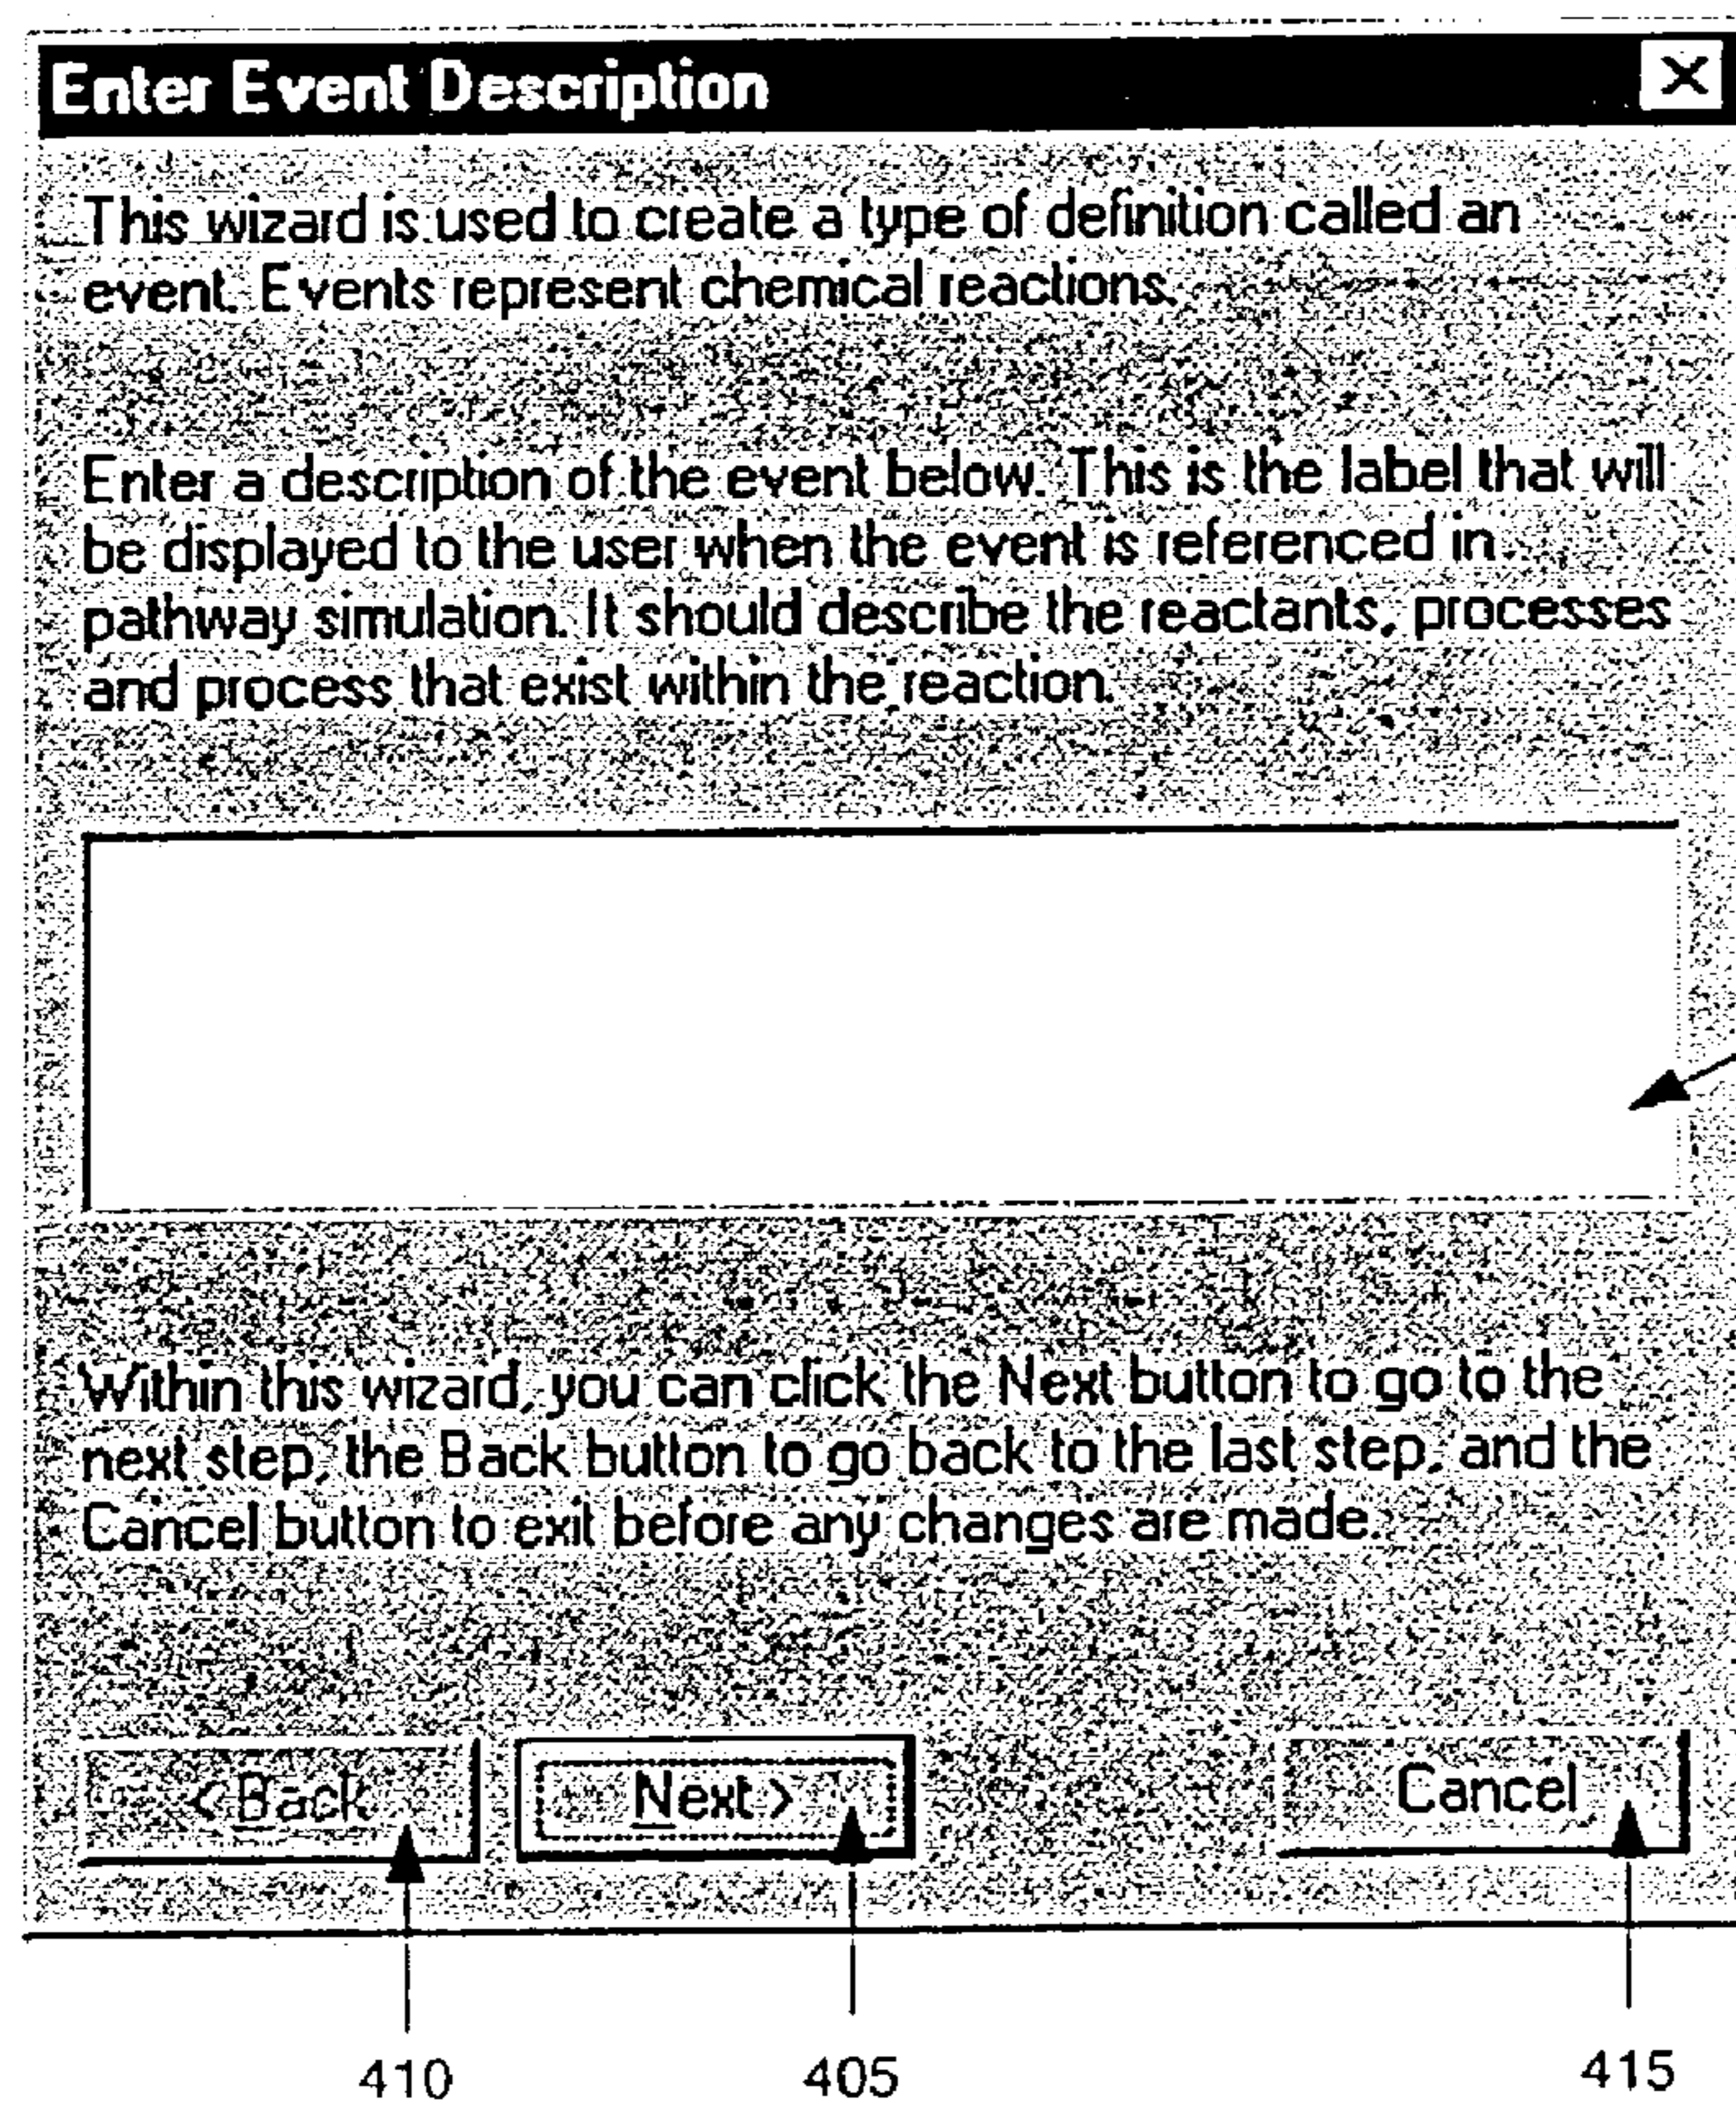 Enter Event Description
This wizard is used to create a type of definition called an
event. Events represent chemical reactions.
Enter a description of the event below. This is the label that will
be displayed to the user when the event is referenced in
pathway simulation. It should describe the reactants, processes
and process that exist within the reaction.
Within this wizard, you can click the Next button to go to the
next step, the Back button to go back to the last step, and the
Cancel button to exit before any changes are made.
< Back Next > Cancel
410 405 415